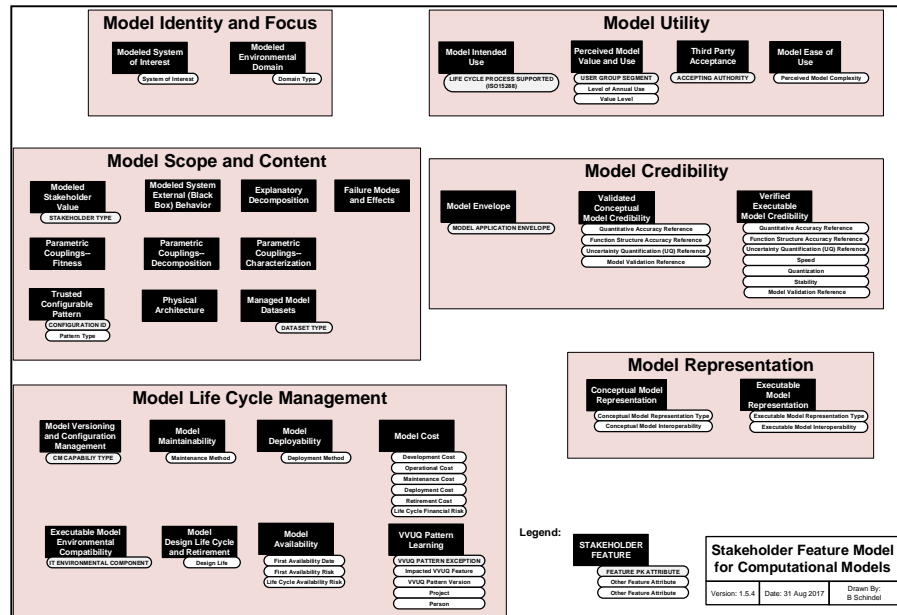 Model Identity and Focus
Modeled System
of Interest
System of Interest
Modeled
Environmental
Domain
Domain Type
Model Utility
Model Intended
Use
LIFE CYCLE PROCESS SUPPORTED
(ISO15288)
Perceived Model
Value and Use
USER GROUP SEGMENT
Level of Annual Use
Value Level
Third Party
Acceptance
ACCEPTING AUTHORITY
Model Ease of
Use
Perceived Model Complexity
Model Scope and Content
Modeled
Stakeholder
Value
STAKEHOLDER TYPE
Modeled System
External (Black
Box) Behavior
Explanatory
Decomposition
Failure Modes
and Effects
Parametric
Couplings--
Fitness
Parametric
Couplings--
Decomposition
Parametric
Couplings--
Characterization
Trusted
Configurable
Pattern
CONFIGURATION ID
Pattern Type
Physical
Architecture
Managed Model
Datasets
DATASET TYPE
Model Credibility
Model Envelope
MODEL APPLICATION ENVELOPE
Validated
Conceptual
Model Credibility
Quantitative Accuracy Reference
Function Structure Accuracy Reference
Uncertainty Quantification (UQ) Reference
Model Validation Reference
Verified
Executable
Model Credibility
Quantitative Accuracy Reference
Function Structure Accuracy Reference
Uncertainty Quantification (UQ) Reference
Speed
Quantization
Stability
Model Validation Reference
Model Representation
Conceptual Model
Representation
Conceptual Model Representation Type
Conceptual Model Interoperability
Executable
Model
Representation
Executable Model Representation Type
Executable Model Interoperability
Model Life Cycle Management
Model Versioning
and Configuration
Management
CM CAPABILIY TYPE
Model
Maintainability
Maintenance Method
Model
Deployability
Deployment Method
Model Cost
Development Cost
Operational Cost
Maintenance Cost
Deployment Cost
Retirement Cost
Life Cycle Financial Risk
Executable Model
Environmental
Compatibility
IT ENVIRONMENTAL COMPONENT
Model
Design Life Cycle
and Retirement
Design Life
Model
Availability
First Availability Date
First Availability Risk
Life Cycle Availability Risk
VVUQ Pattern
Learning
VVUQ PATTERN EXCEPTION
Impacted VVUQ Feature
VVUQ Pattern Version
Project
Person
Legend:
STAKEHOLDER
FEATURE
FEATURE PK ATTRIBUTE
Other Feature Attribute
Other Feature Attribute
Stakeholder Feature Model
for Computational Models
Version: 1.5.4
Date: 31 Aug 2017
Drawn By:
B Schindel